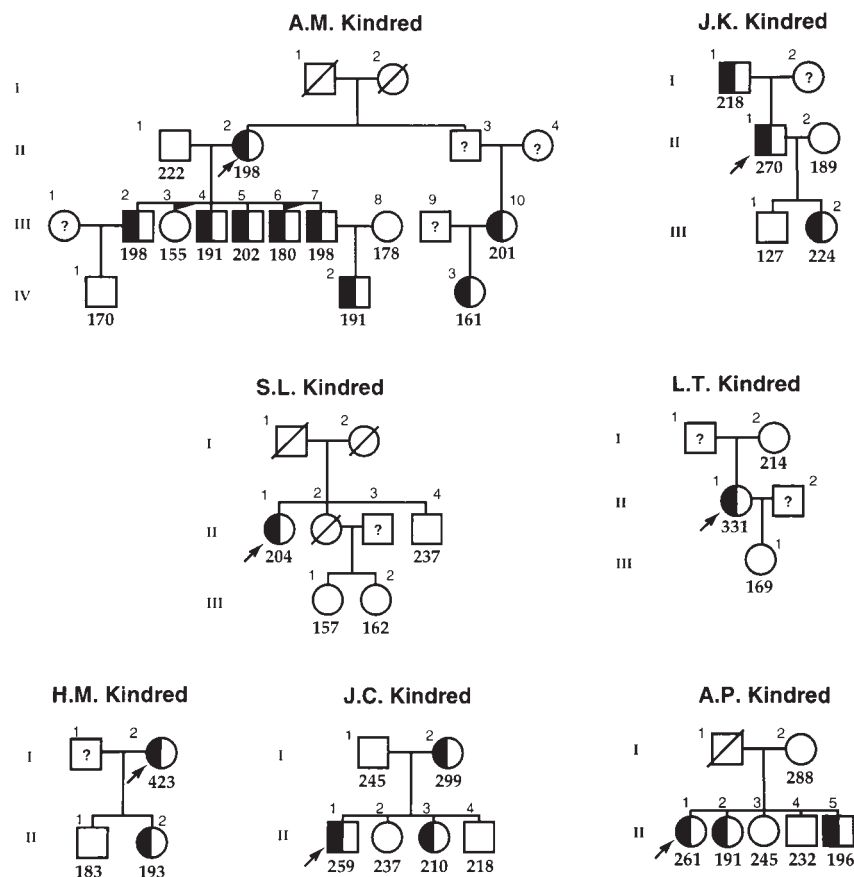 A.M. Kindred
J.K. Kindred
1 2
I
1 2
I
?
218
1 2 3 4
II
? ?
222 198
1 2
II
270 189
1 2 3 4 5 6 7 8 9 10
III
? ?
198 155 191 202 180 198 178 201
1 2
III
127 224
1 2 3
IV
170 191 161
S.L. Kindred
L.T. Kindred
1 2
I
1 2
I
?
214
1 2 3 4
II
?
204 237
1 2
II
?
331
1 2
III
157 162
1
III
169
H.M. Kindred
J.C. Kindred
A.P. Kindred
1 2
I
?
423
1 2
I
245 299
1 2
I
288
1 2
II
183 193
1 2 3 4
II
259 237 210 218
1 2 3 4 5
II
261 191 245 232 196